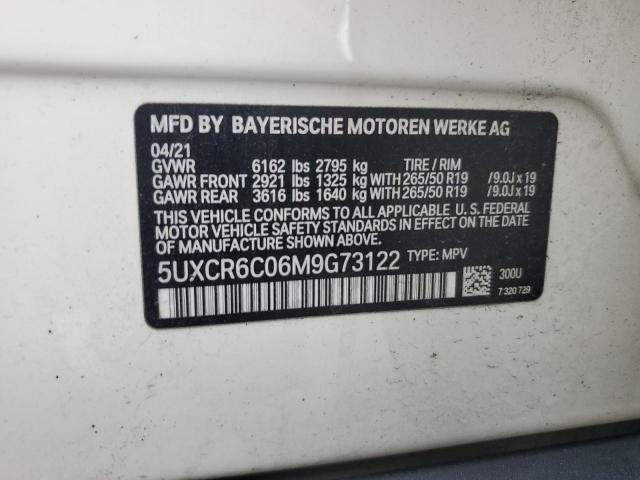 MFD BY BAYERISCHE MOTOREN WERKE AG
04/21
GVWR 6162 lbs 2795 kg TIRE / RIM
GAWR FRONT 2921 lbs 1325 kg WITH 265/50 R19 /9.0J x 19
GAWR REAR 3616 lbs 1640 kg WITH 265/50 R19 /9.0J x 19
THIS VEHICLE CONFORMS TO ALL APPLICABLE U. S. FEDERAL
MOTOR VEHICLE SAFETY STANDARDS IN EFFECT ON THE DATE
OF MANUFACTURE SHOWN ABOVE.
5UXCR6C06M9G73122 TYPE: MPV
300U
7 320 729